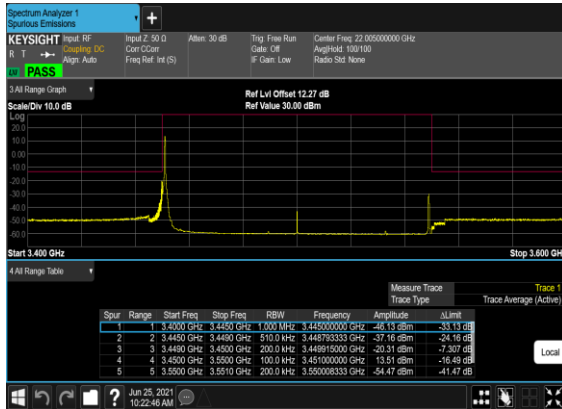 Spectrum Analyzer 1
Spurious Emissions
KEYSIGHT Input: RF Input Z: 50 Ω Atten: 30 dB Trig: Free Run Center Freq: 22.005000000 GHz
R T Coupling: DC Corr CCorr Gate: Off Avg|Hold: 100/100
Align: Auto Freq Ref: Int (S) IF Gain: Low Radio Std: None
LV PASS
3 All Range Graph
Ref Lvl Offset 12.27 dB
Scale/Div 10.0 dB Ref Value 30.00 dBm
Log
20.0
10.0
0.00
-10.0
-20.0
-30.0
-40.0
-50.0
-60.0
Start 3.400 GHz Stop 3.600 GH
4 All Range Table
Measure Trace Trace 1
Trace Type Trace Average (Active)
Spur Range Start Freq Stop Freq RBW Frequency Amplitude ΔLimit
1 1 3.4000 GHz 3.4450 GHz 1.000 MHz 3.445000000 GHz -46.13 dBm -33.13 dB
2 2 3.4450 GHz 3.4490 GHz 510.0 kHz 3.448793333 GHz -37.16 dBm -24.16 dB
3 3 3.4490 GHz 3.4500 GHz 200.0 kHz 3.449915000 GHz -20.31 dBm -7.307 dB
4 4 3.4500 GHz 3.5500 GHz 100.0 kHz 3.451000000 GHz 13.51 dBm -16.49 dB
5 5 3.5500 GHz 3.5510 GHz 200.0 kHz 3.550008333 GHz -54.47 dBm -41.47 dB
Local
Jun 25, 2021
10:22:46 AM